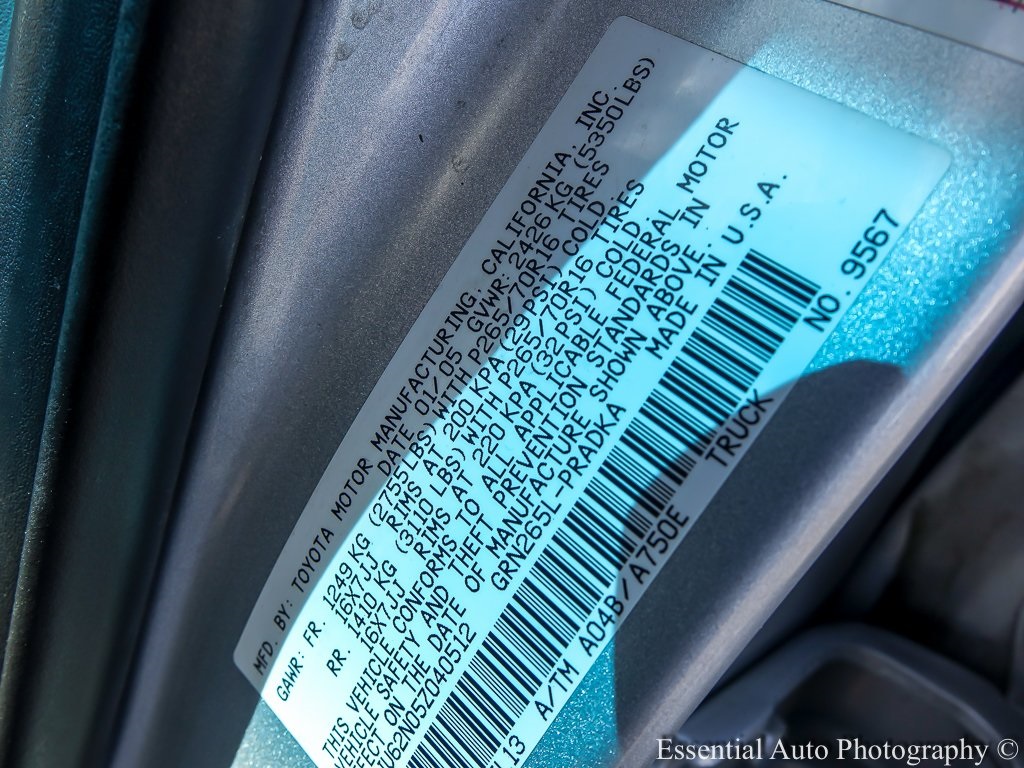 MFD. BY: TOYOTA MOTOR MANUFACTURING, CALIFORNIA, INC.
DATE 01/05 GVWR: 2426 KG (5350LBS)
GAWR: FR. 1249 KG (2755LBS) WITH P265/70R16 TIRES
16X7JJ RIMS AT 200 KPA(29 PSI) COLD.
RR. 1410 KG (3110 LBS) WITH P265/70R16 TIRES
16X7JJ RIMS AT 220 KPA (32 PSI) COLD.
THIS VEHICLE CONFORMS TO ALL APPLICABLE FEDERAL MOTOR
VEHICLE SAFETY AND THEFT PREVENTION STANDARDS IN
EFFECT ON THE DATE OF MANUFACTURE SHOWN ABOVE.
MADE IN U.S.A.
UG2N05Z040512 GRN265L-PRADKA
NO. 9567
13 A/TM A04B/A750E TRUCK
Essential Auto Photography ©